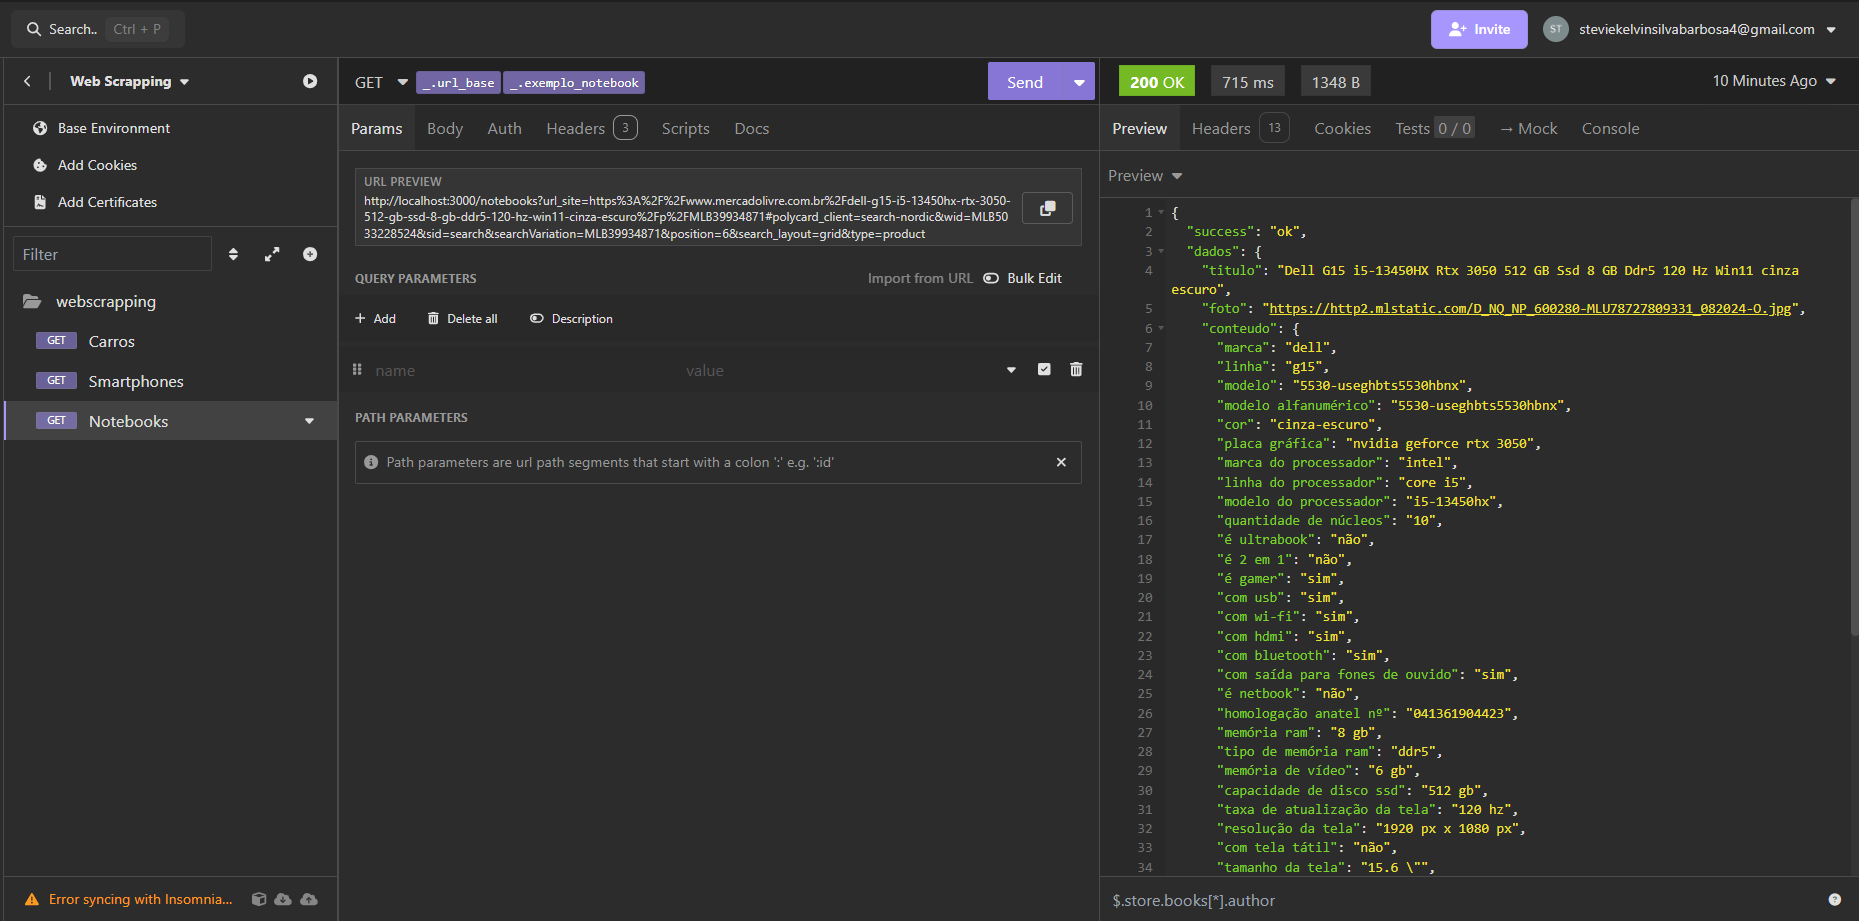 Search.. Ctrl + P
Invite
ST steviekelvinsilvabarbosa4@gmail.com
Web Scrapping
Base Environment
Add Cookies
Add Certificates
Filter
webscrapping
GET Carros
GET Smartphones
GET Notebooks
Error syncing with Insomnia...
GET _.url_base _.exemplo_notebook
Send
Params Body Auth Headers 3 Scripts Docs
URL PREVIEW
http://localhost:3000/notebooks?url_site=https%3A%2F%2Fwww.mercadolivre.com.br%2Fdell-g15-i5-13450hx-rtx-3050-
512-gb-ssd-8-gb-ddr5-120-hz-win11-cinza-escuro%2Fp%2FMLB39934871#polycard_client=search-nordic&wid=MLB50
33228524&sid=search&searchVariation=MLB39934871&position=6&search_layout=grid&type=product
QUERY PARAMETERS
Import from URL Bulk Edit
Add Delete all Description
name value
PATH PARAMETERS
Path parameters are url path segments that start with a colon ':' e.g. ':id'
200 OK 715 ms 1348 B
10 Minutes Ago
Preview Headers 13 Cookies Tests 0 / 0 → Mock Console
Preview
1 {
2 "success": "ok",
3 "dados": {
4 "titulo": "Dell G15 i5-13450HX Rtx 3050 512 GB Ssd 8 GB Ddr5 120 Hz Win11 cinza
escuro",
5 "foto": "https://http2.mlstatic.com/D_NQ_NP_600280-MLU78727809331_082024-O.jpg",
6 "conteudo": {
7 "marca": "dell",
8 "linha": "g15",
9 "modelo": "5530-useghbts5530hbnx",
10 "modelo alfanumérico": "5530-useghbts5530hbnx",
11 "cor": "cinza-escuro",
12 "placa gráfica": "nvidia geforce rtx 3050",
13 "marca do processador": "intel",
14 "linha do processador": "core i5",
15 "modelo do processador": "i5-13450hx",
16 "quantidade de núcleos": "10",
17 "é ultrabook": "não",
18 "é 2 em 1": "não",
19 "é gamer": "sim",
20 "com usb": "sim",
21 "com wi-fi": "sim",
22 "com hdmi": "sim",
23 "com bluetooth": "sim",
24 "com saída para fones de ouvido": "sim",
25 "é netbook": "não",
26 "homologação anatel nº": "041361904423",
27 "memória ram": "8 gb",
28 "tipo de memória ram": "ddr5",
29 "memória de vídeo": "6 gb",
30 "capacidade de disco ssd": "512 gb",
31 "taxa de atualização da tela": "120 hz",
32 "resolução da tela": "1920 px x 1080 px",
33 "com tela tátil": "não",
34 "tamanho da tela": "15.6 \"",
$.store.books[*].author